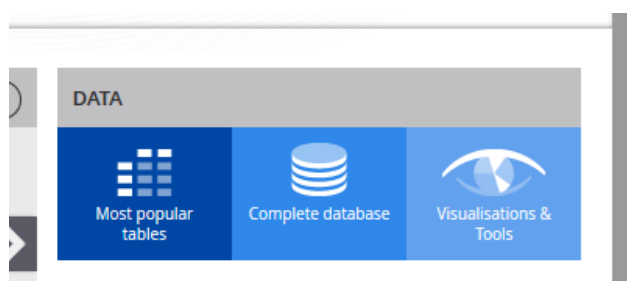 DATA
Most popular
tables
Complete database
Visualisations &
Tools